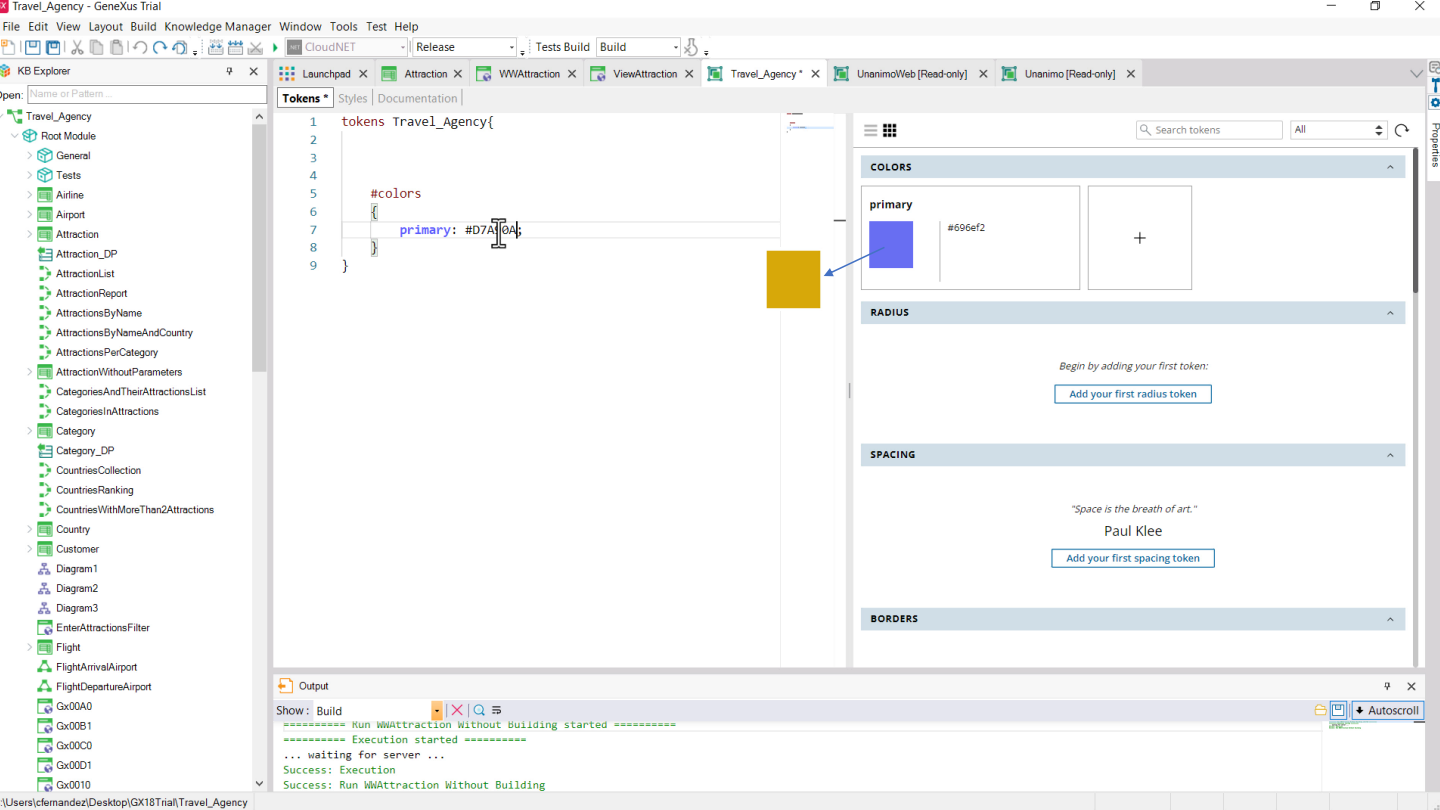 Travel_Agency - GeneXus Trial
File Edit View Layout Build Knowledge Manager Window Tools Test Help
CloudNET Release Tests Build Build
KB Explorer
Open: Name or Pattern ...
Travel_Agency
Root Module
General
Tests
Airline
Airport
Attraction
Attraction_DP
AttractionList
AttractionReport
AttractionsByName
AttractionsByNameAndCountry
AttractionsPerCategory
AttractionWithoutParameters
CategoriesAndTheirAttractionsList
CategoriesInAttractions
Category
Category_DP
CountriesCollection
CountriesRanking
CountriesWithMoreThan2Attractions
Country
Customer
Diagram1
Diagram2
Diagram3
EnterAttractionsFilter
Flight
FlightArrivalAirport
FlightDepartureAirport
Gx00A0
Gx00B1
Gx00C0
Gx00D1
Gx0010
Launchpad Attraction WWAttraction ViewAttraction Travel_Agency * UnanimoWeb [Read-only] Unanimo [Read-only]
Tokens * Styles Documentation
1 tokens Travel_Agency{
2
3
4
5 #colors
6 {
7 primary: #D7A90A;
8 }
9 }
Search tokens All
COLORS
primary
#696ef2
+
RADIUS
Begin by adding your first token:
Add your first radius token
SPACING
"Space is the breath of art."
Paul Klee
Add your first spacing token
BORDERS
Properties
Output
Show: Build Autoscroll
========== Run WWAttraction Without Building started ==========
========== Execution started ==========
... waiting for server ...
Success: Execution
Success: Run WWAttraction Without Building
:\Users\cfernandez\Desktop\GX18Trial\Travel_Agency